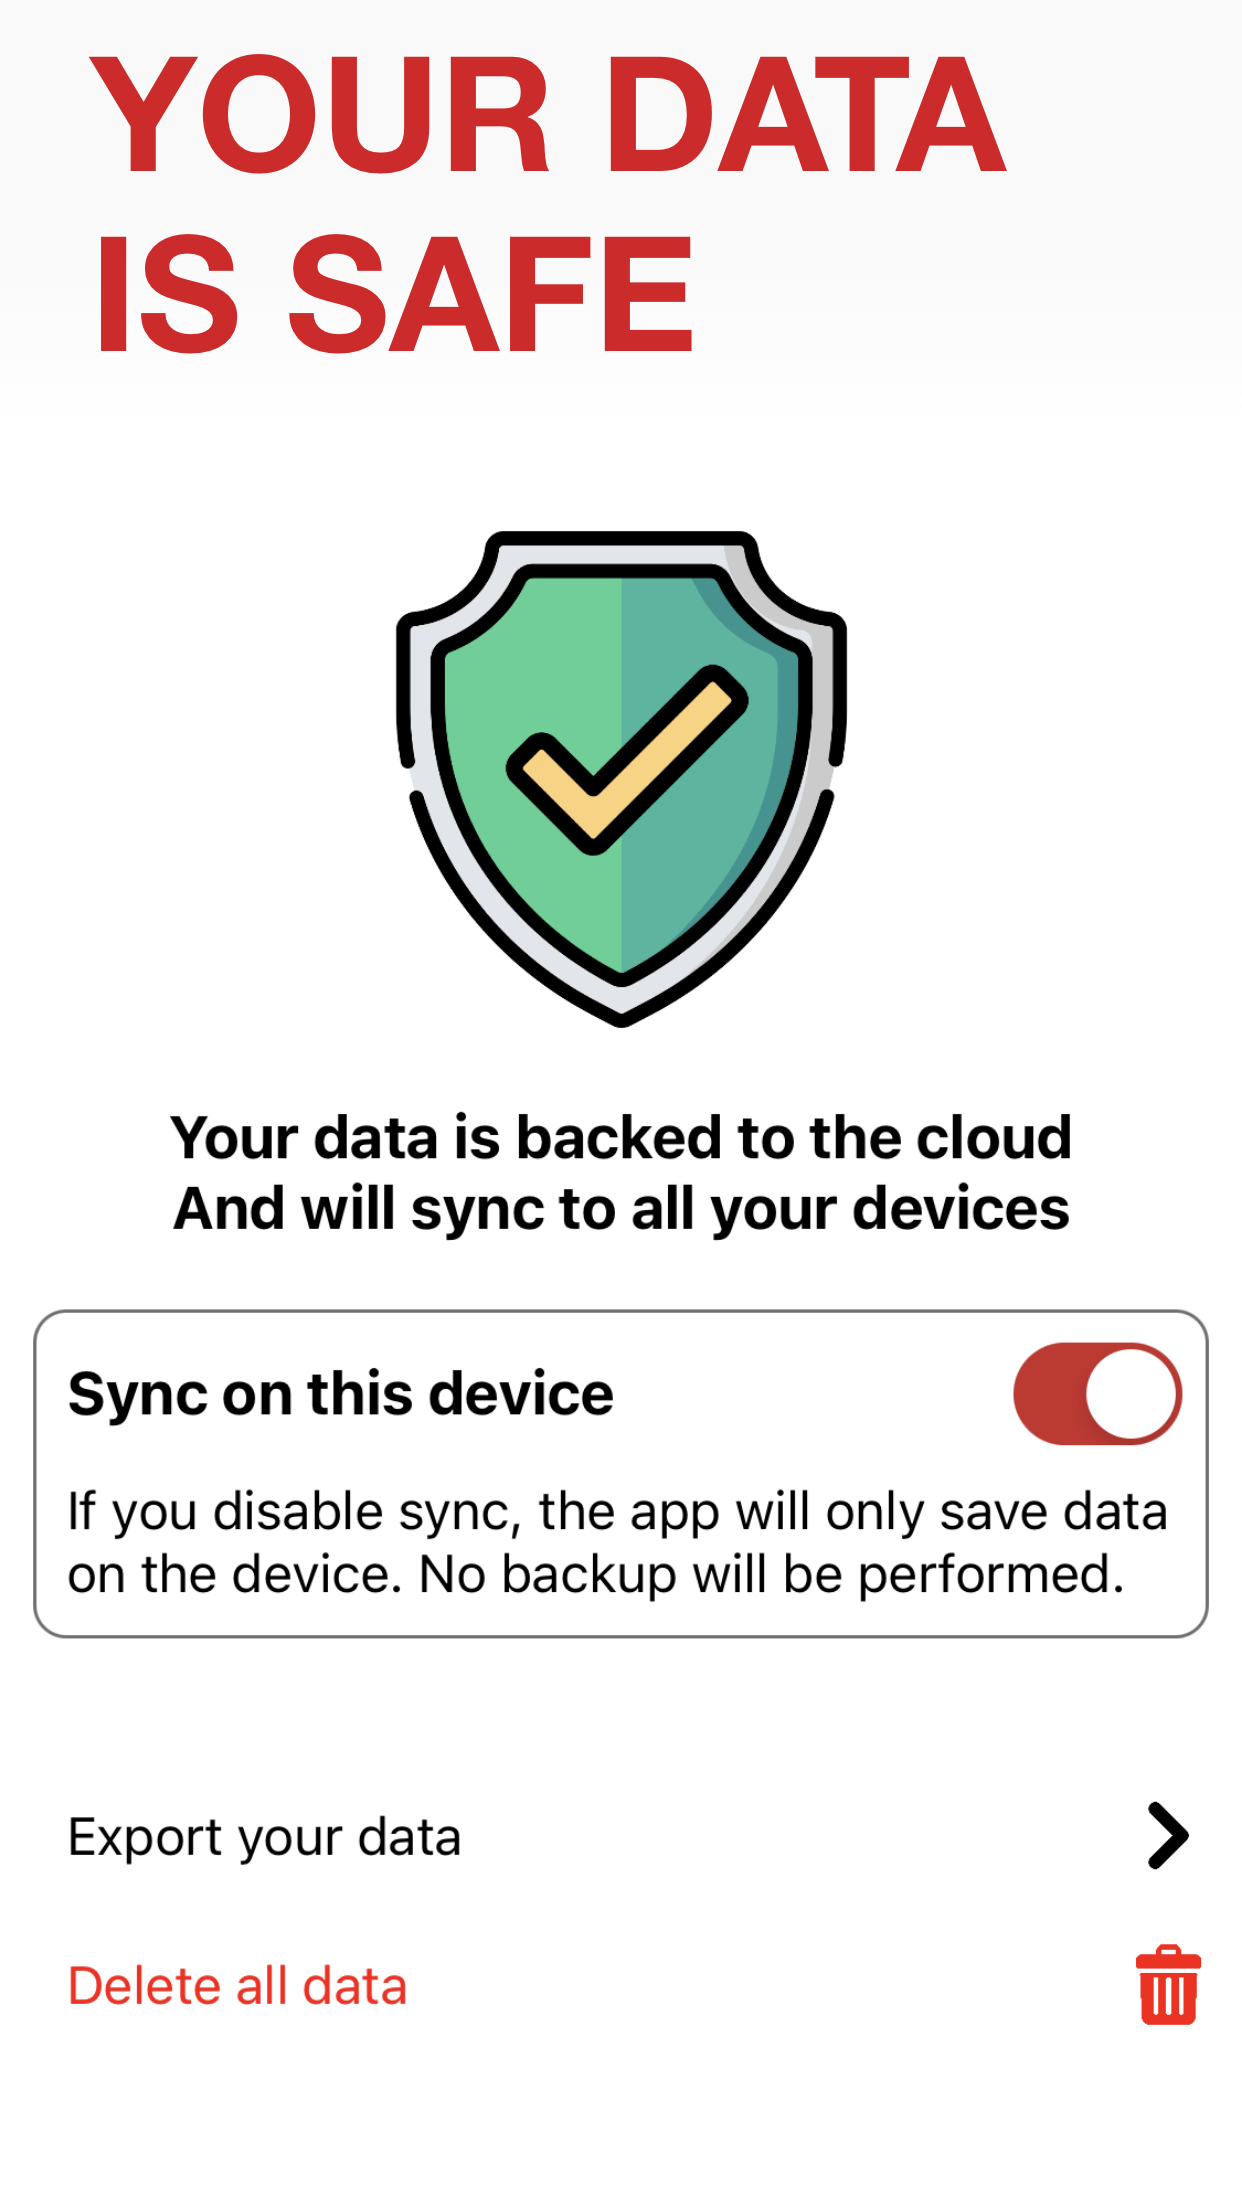 YOUR DATA
IS SAFE
Your data is backed to the cloud
And will sync to all your devices
Sync on this device
If you disable sync, the app will only save data
on the device. No backup will be performed.
Export your data
Delete all data